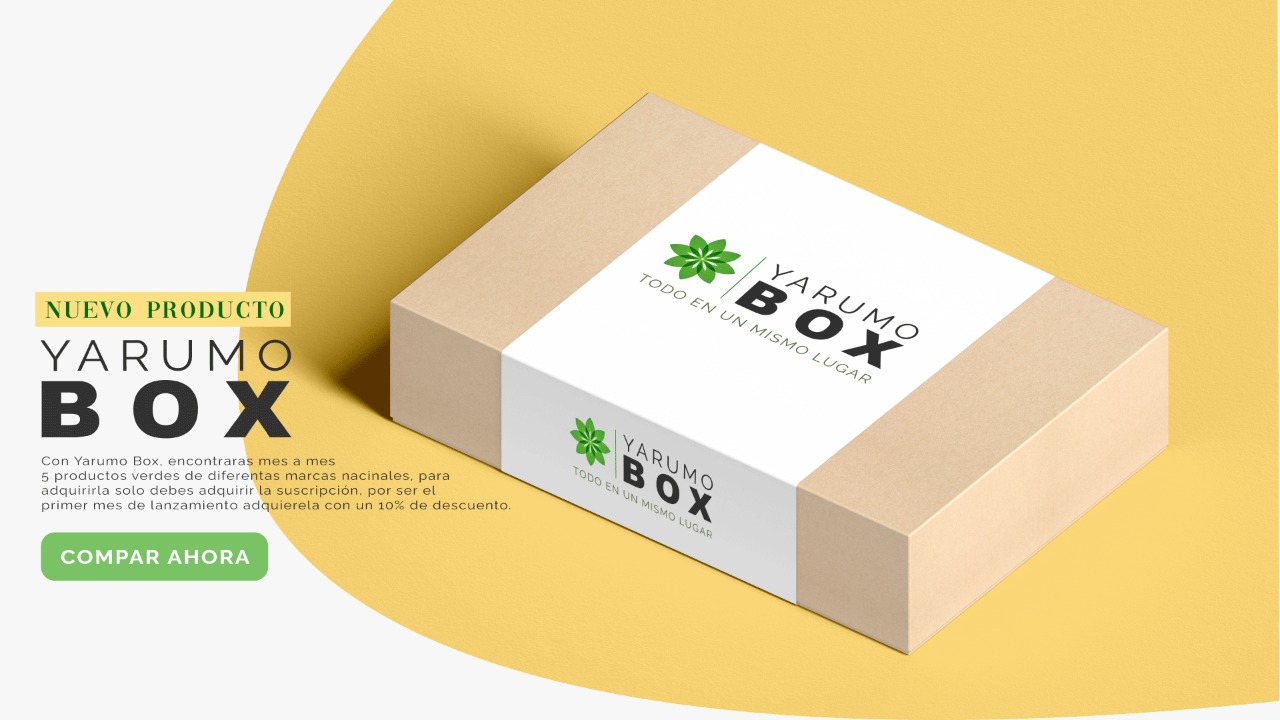 NUEVO PRODUCTO
YARUMO
BOX
Con Yarumo Box, encontraras mes a mes
5 productos verdes de diferentas marcas nacinales, para
adquirirla solo debes adquirir la suscripción, por ser el
primer mes de lanzamiento adquierela con un 10% de descuento.
COMPAR AHORA
YARUMO
BOX
TODO EN UN MISMO LUGAR
YARUMO
BOX
TODO EN UN MISMO LUGAR